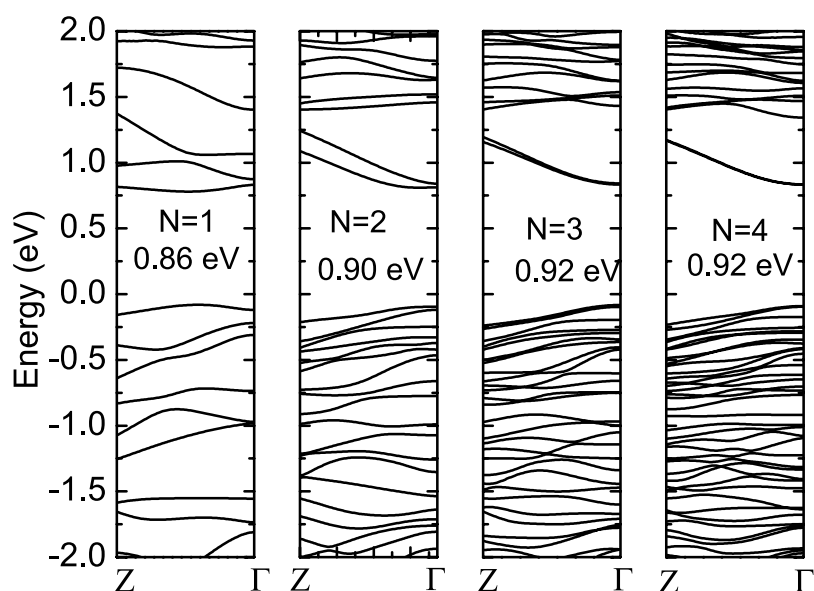 2.0
1.5
1.0
0.5
0.0
-0.5
-1.0
-1.5
-2.0
Energy (eV)
N=1
0.86 eV
N=2
0.90 eV
N=3
0.92 eV
N=4
0.92 eV
Z Γ Z Γ Z Γ Z Γ